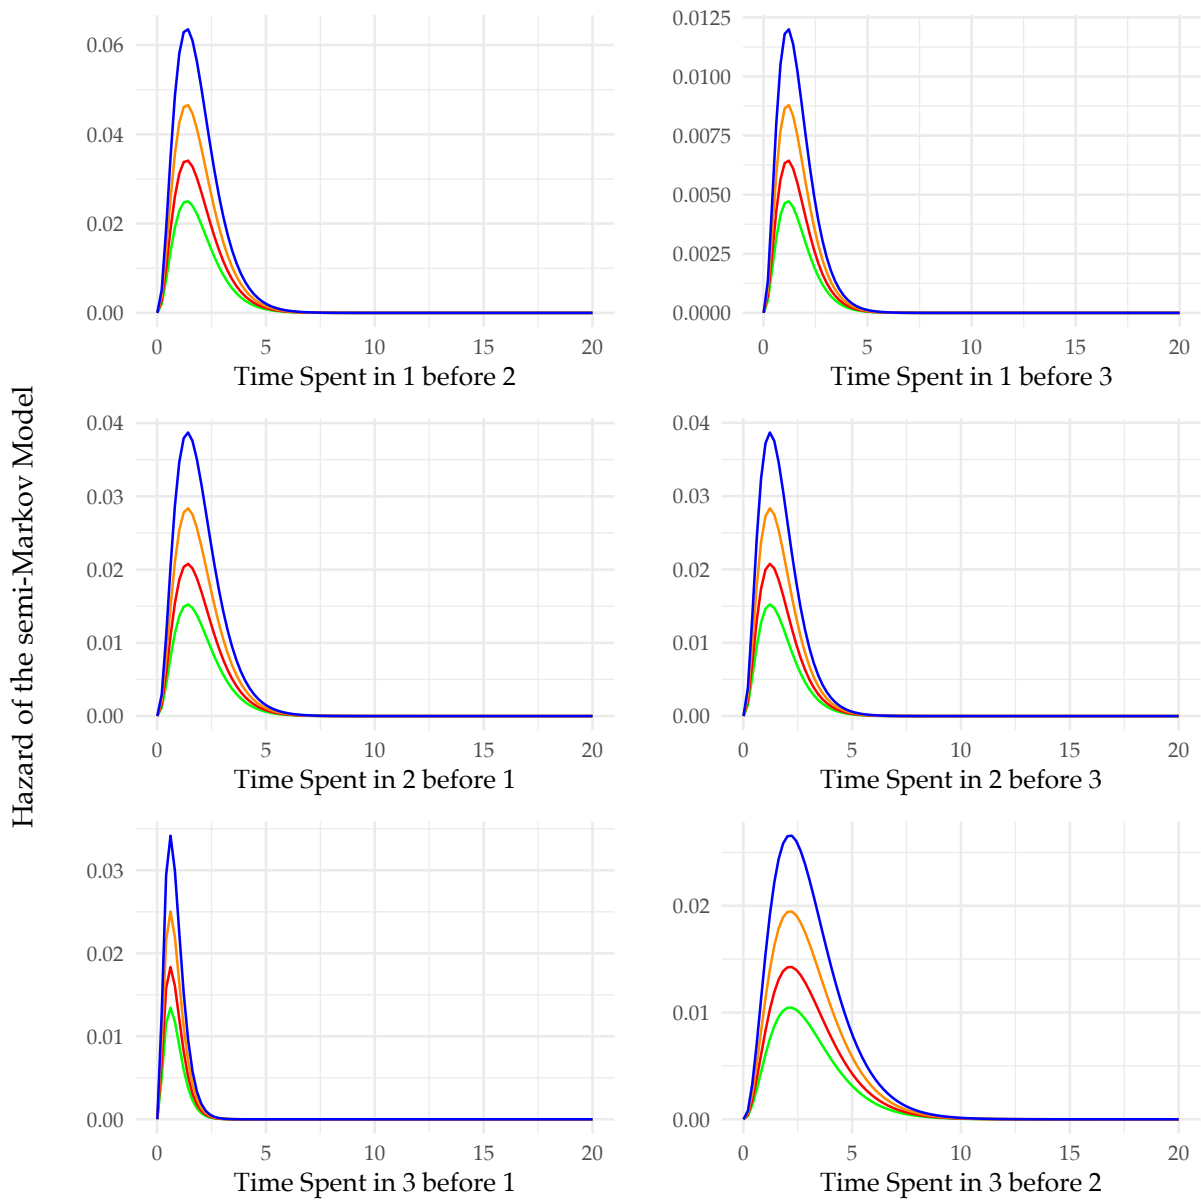 Hazard of the semi-Markov Model
0.06
0.04
0.02
0.00
0 5 10 15 20
Time Spent in 1 before 2
0.0125
0.0100
0.0075
0.0050
0.0025
0.0000
0 5 10 15 20
Time Spent in 1 before 3
0.04
0.03
0.02
0.01
0.00
0 5 10 15 20
Time Spent in 2 before 1
0.04
0.03
0.02
0.01
0.00
0 5 10 15 20
Time Spent in 2 before 3
0.03
0.02
0.01
0.00
0 5 10 15 20
Time Spent in 3 before 1
0.02
0.01
0.00
0 5 10 15 20
Time Spent in 3 before 2